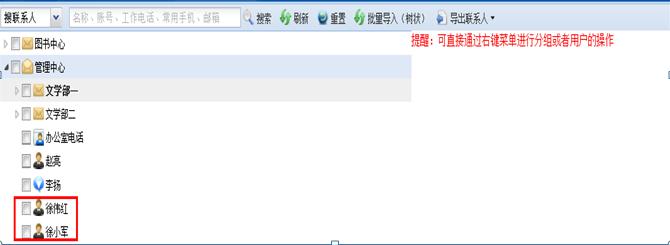 搜联系人 名称、账号、工作电话、常用手机、邮箱 搜索 刷新 重置 批量导入（树状） 导出联系人
提醒：可直接通过右键菜单进行分组或者用户的操作
图书中心
管理中心
文学部一
文学部二
办公室电话
赵亮
李扬
徐伟红
徐小军